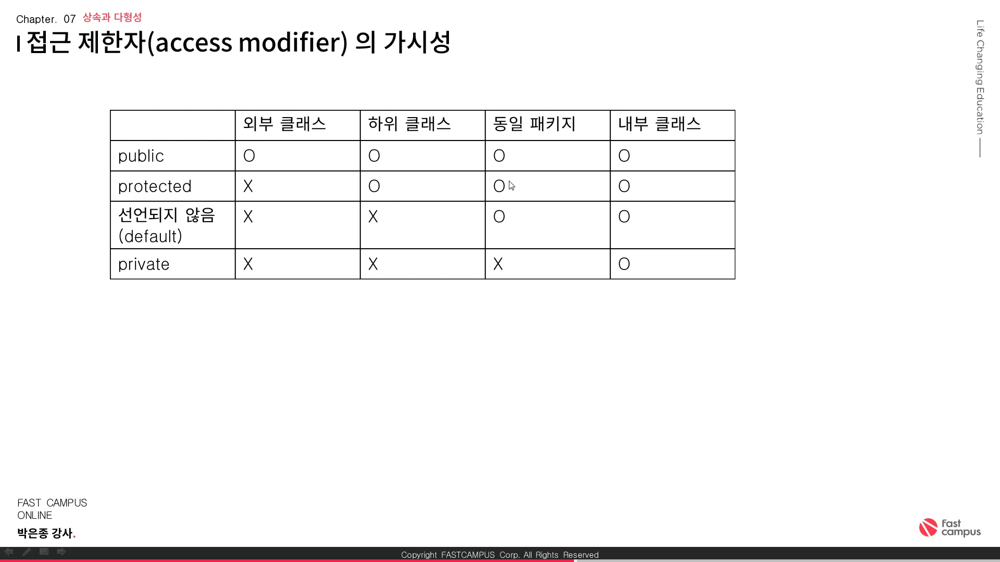 Chapter. 07 상속과 다형성
I 접근 제한자(access modifier) 의 가시성
Life Changing Education
외부 클래스 하위 클래스 동일 패키지 내부 클래스
public O O O O
protected X O O O
선언되지 않음 X X O O
(default)
private X X X O
FAST CAMPUS
ONLINE
박은종 강사.
Fast
campus
Copyright FASTCAMPUS Corp. All Rights Reserved